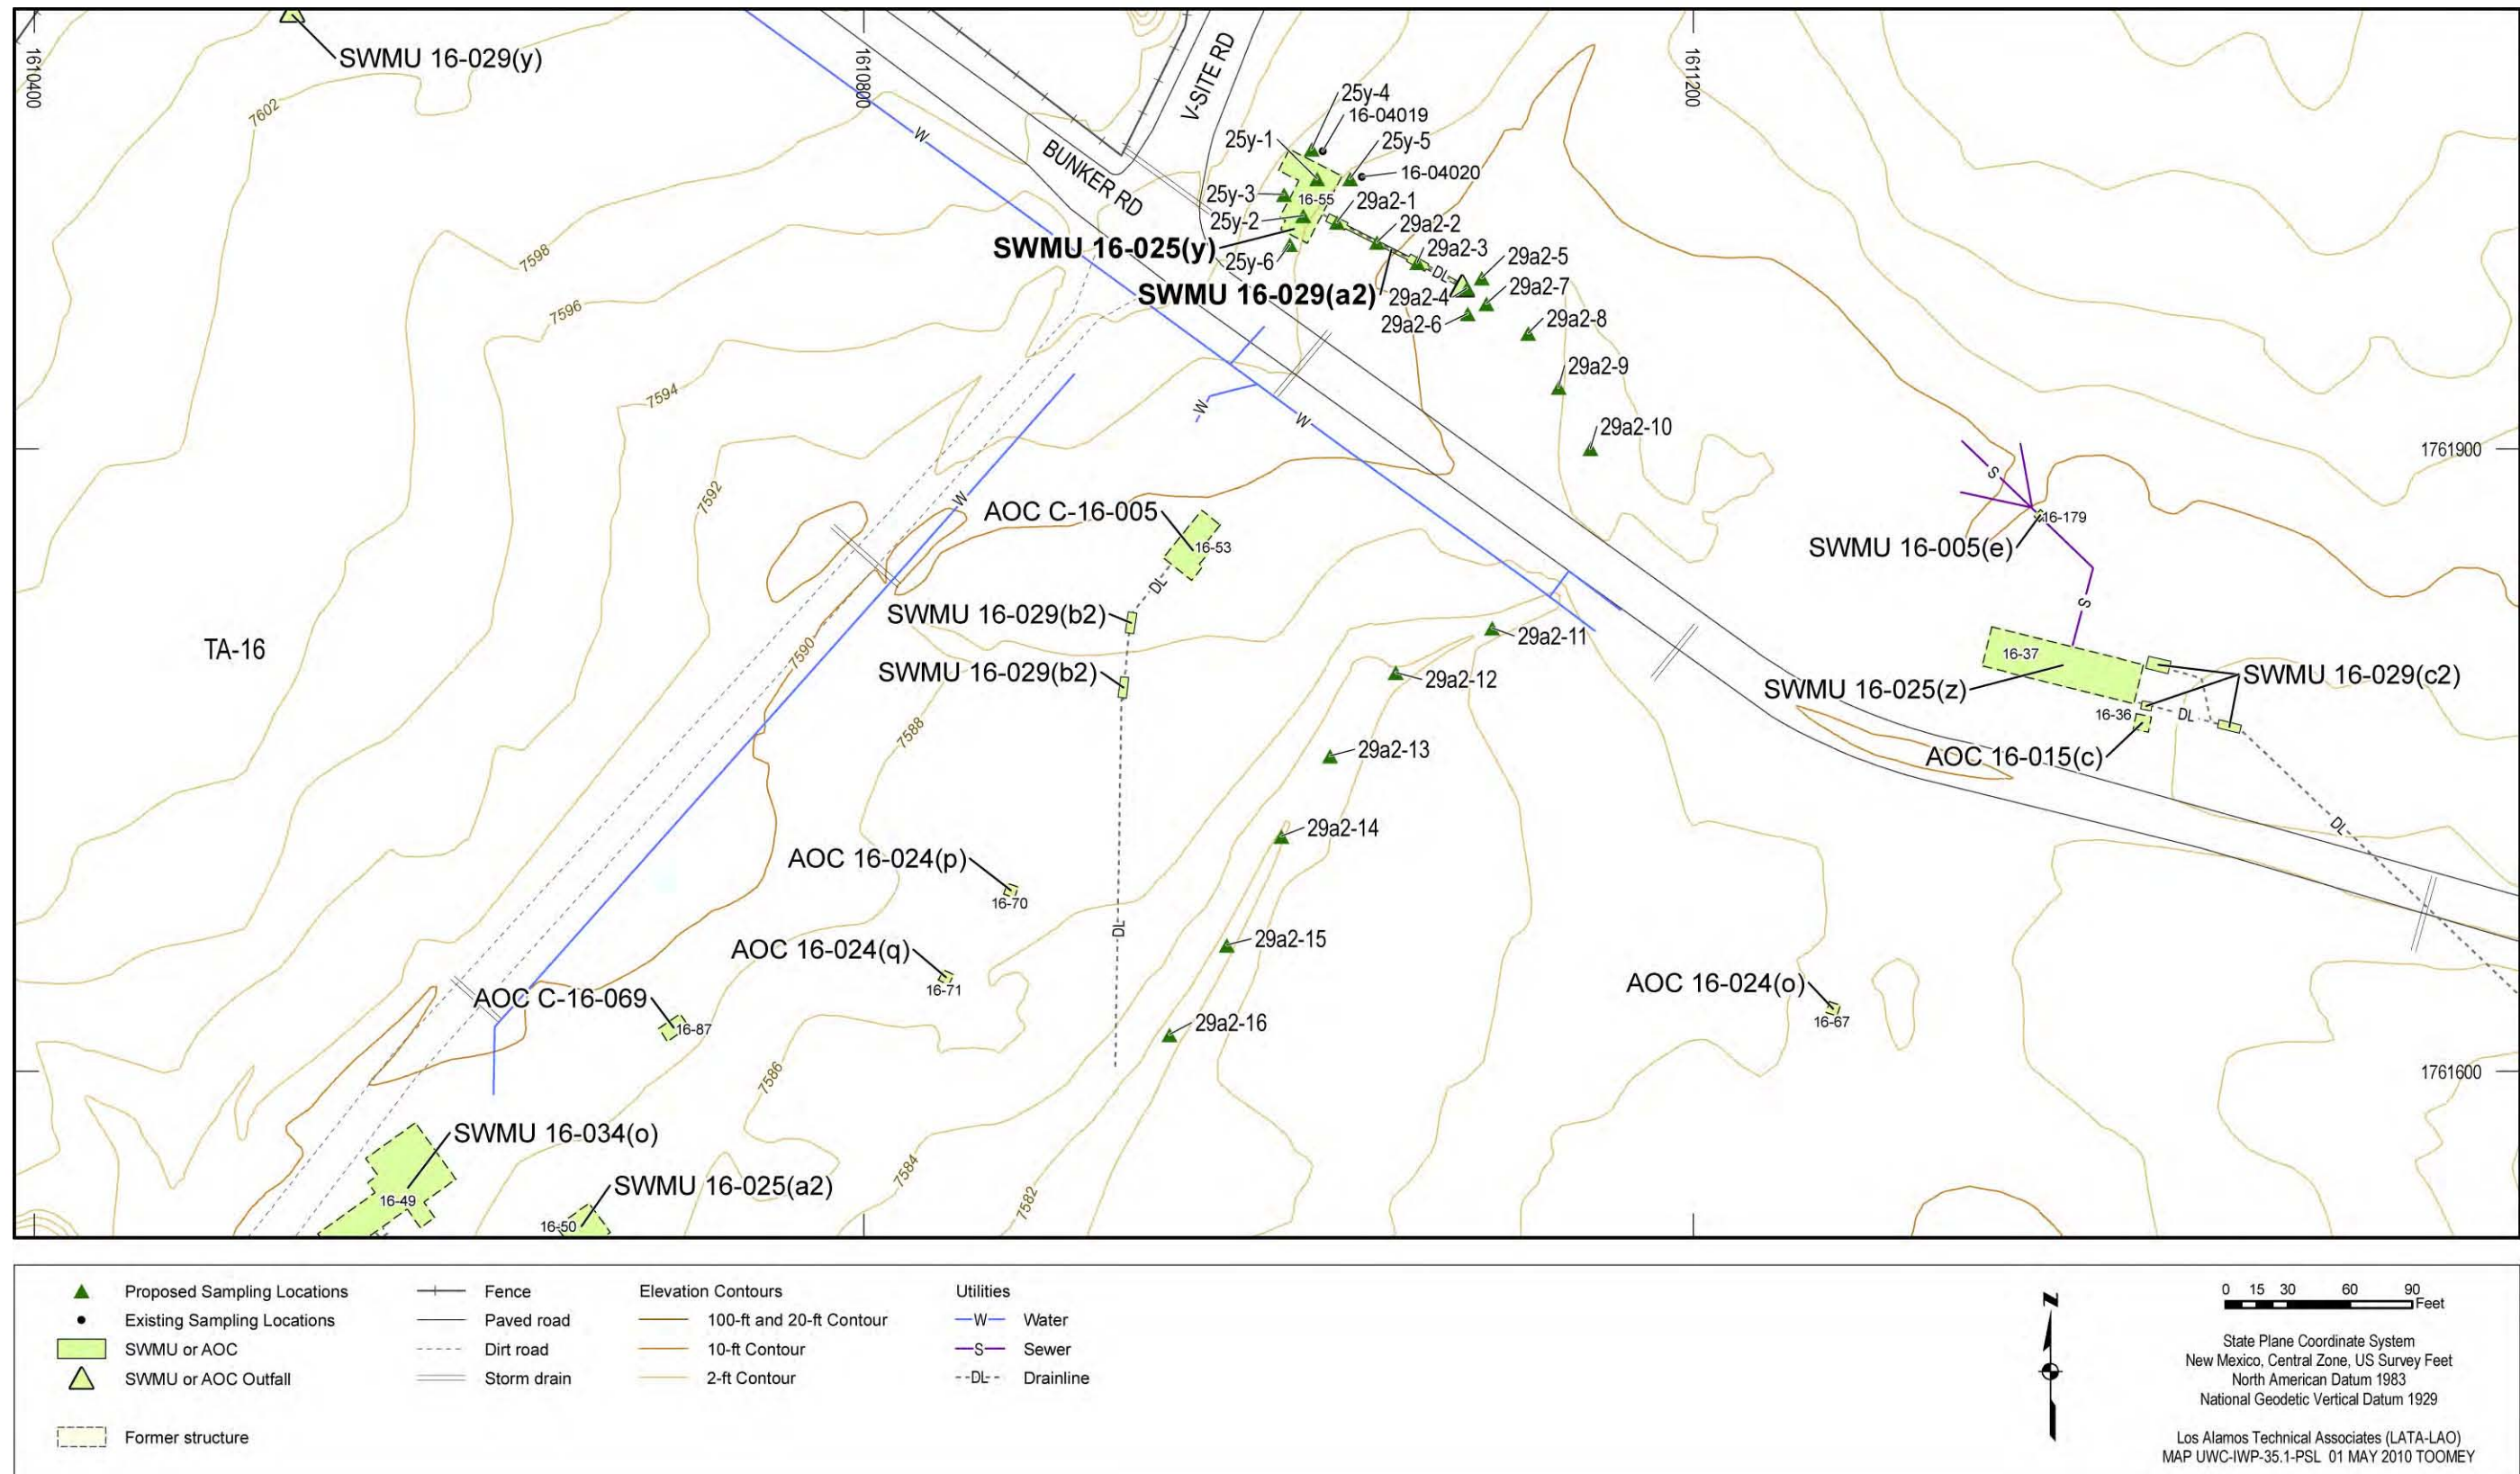 1610400
1610800
1611200
SWMU 16-029(y)
7602
W
V-SITE RD
BUNKER RD
25y-4
16-04019
25y-1
25y-5
16-04020
25y-3
16-55
29a2-1
25y-2
29a2-2
SWMU 16-025(y)
29a2-3
7598
25y-6
29a2-5
DL
29a2-7
SWMU 16-029(a2)
29a2-4
7596
29a2-6
29a2-8
29a2-9
7594
W
W
29a2-10
1761900
S
7592
W
AOC C-16-005
16-53
16-179
SWMU 16-005(e)
DL
S
SWMU 16-029(b2)
29a2-11
TA-16
7590
16-37
SWMU 16-029(b2)
29a2-12
SWMU 16-025(z)
SWMU 16-029(c2)
16-36
DL
7588
29a2-13
AOC 16-015(c)
29a2-14
DL
AOC 16-024(p)
16-70
DL
29a2-15
AOC 16-024(q)
16-71
AOC 16-024(o)
AOC C-16-069
16-87
29a2-16
16-67
7586
1761600
SWMU 16-034(o)
7584
SWMU 16-025(a2)
16-49
7582
16-50
Proposed Sampling Locations
Existing Sampling Locations
SWMU or AOC
SWMU or AOC Outfall
Former structure
Fence
Paved road
Dirt road
Storm drain
Elevation Contours
100-ft and 20-ft Contour
10-ft Contour
2-ft Contour
Utilities
W Water
S Sewer
DL Drainline
N
0 15 30 60 90
Feet
State Plane Coordinate System
New Mexico, Central Zone, US Survey Feet
North American Datum 1983
National Geodetic Vertical Datum 1929
Los Alamos Technical Associates (LATA-LAO)
MAP UWC-IWP-35.1-PSL 01 MAY 2010 TOOMEY